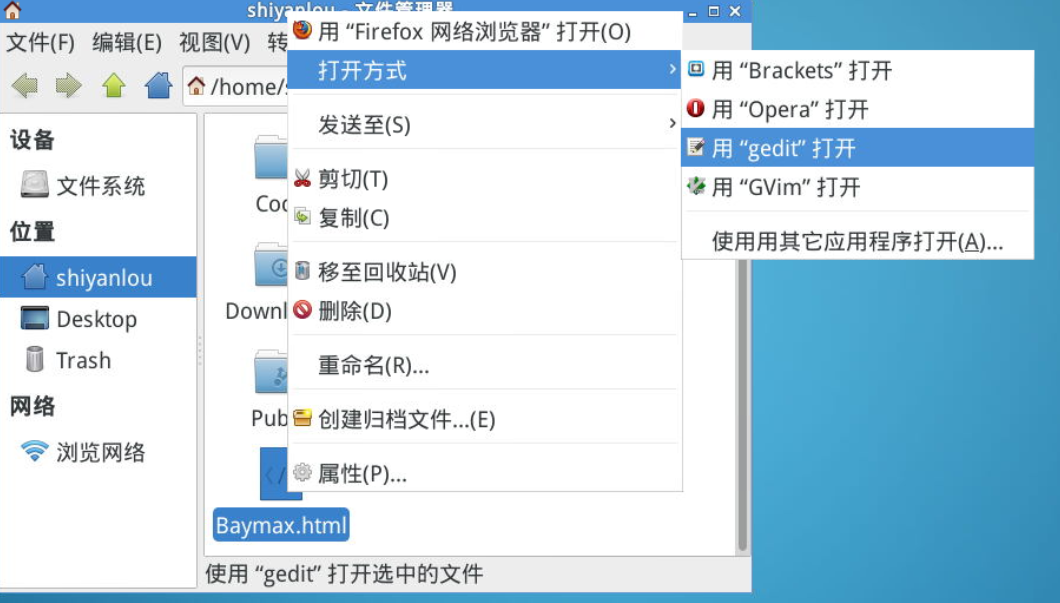 shiyanlou - 文件管理器
文件(F) 编辑(E) 视图(V) 转
/home/
设备
文件系统
位置
shiyanlou
Desktop
Trash
网络
浏览网络
Coo
Downl
Pub
Baymax.html
使用 “gedit” 打开选中的文件
用 “Firefox 网络浏览器” 打开(O)
打开方式
发送至(S)
剪切(T)
复制(C)
移至回收站(V)
删除(D)
重命名(R)...
创建归档文件...(E)
属性(P)...
用 “Brackets” 打开
用 “Opera” 打开
用 “gedit” 打开
用 “GVim” 打开
使用用其它应用程序打开(A)...